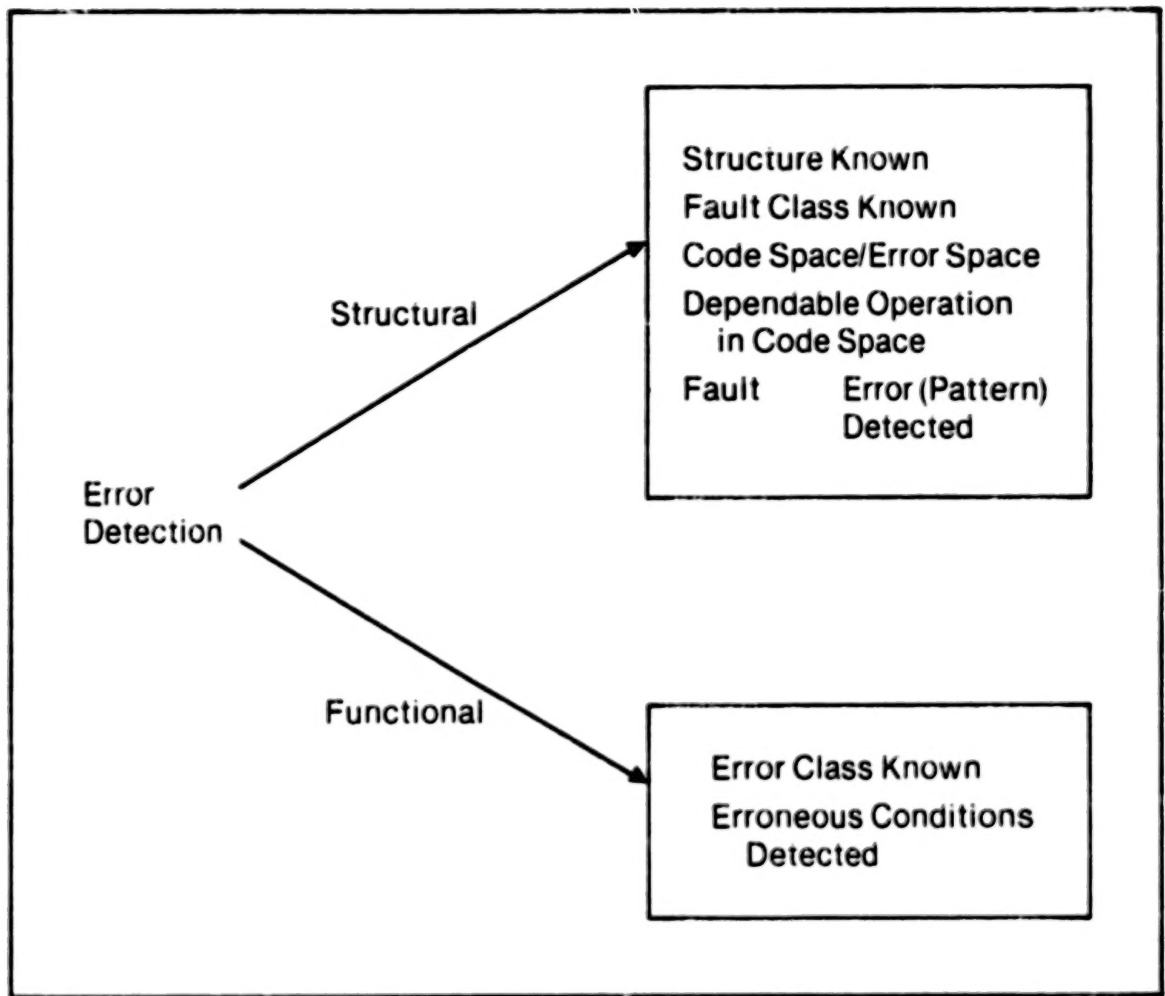 Structure Known
Fault Class Known
Code Space/Error Space
Dependable Operation
in Code Space
Fault Error (Pattern)
Detected
Structural
Error
Detection
Functional
Error Class Known
Erroneous Conditions
Detected